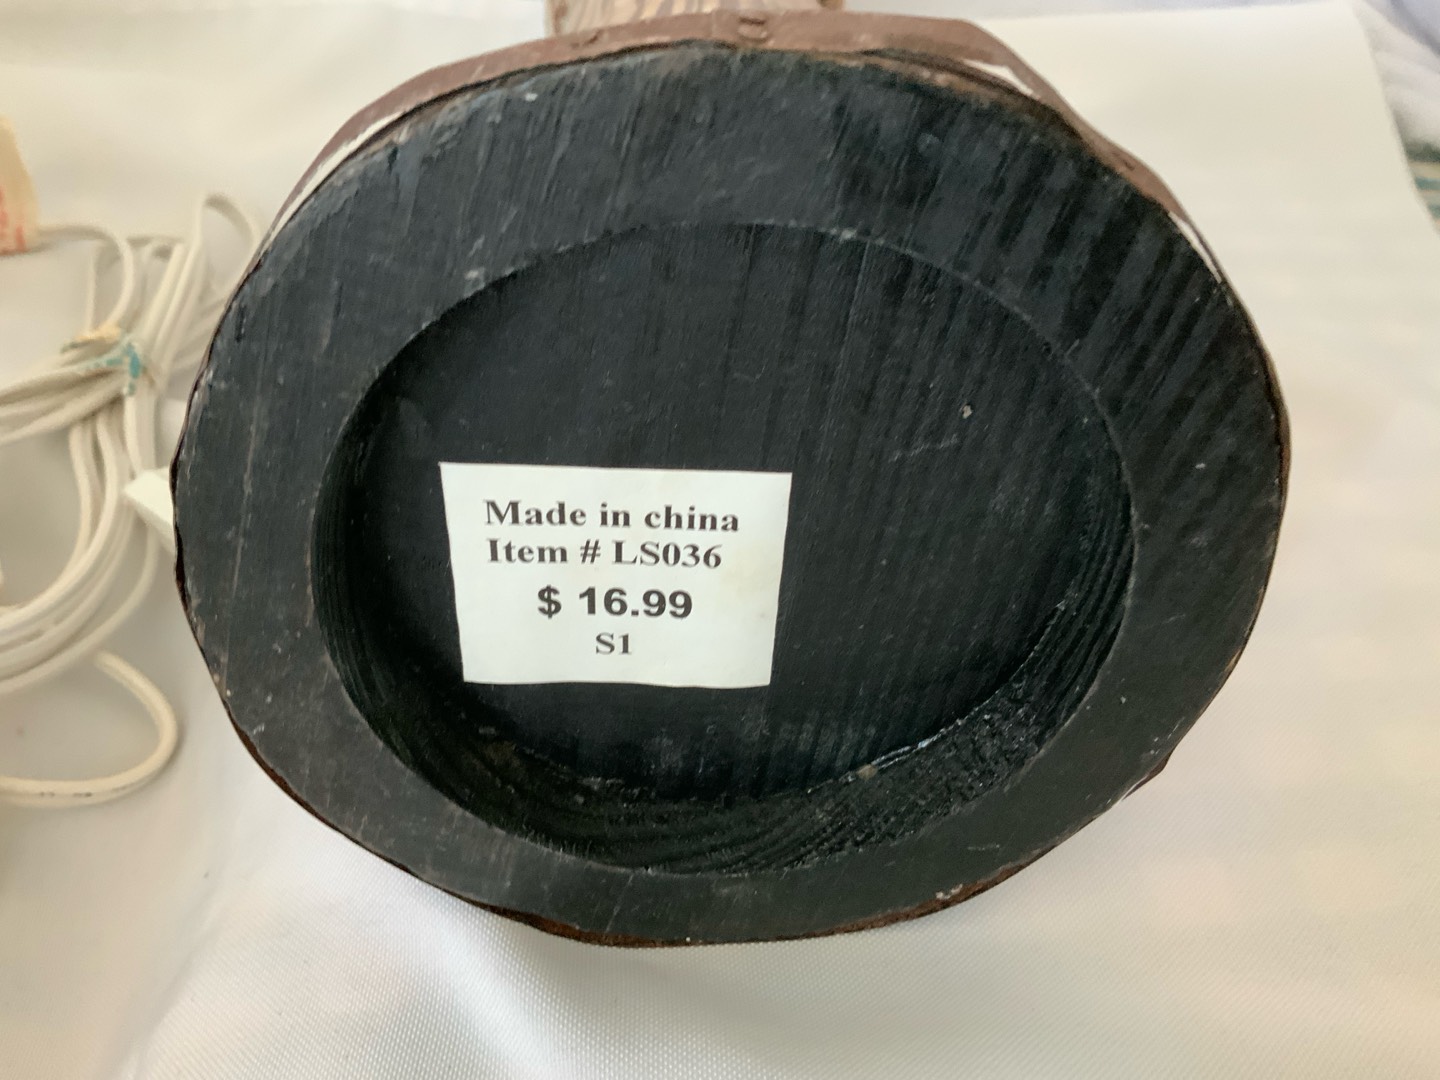 Made in china
Item # LS036
$ 16.99
S1